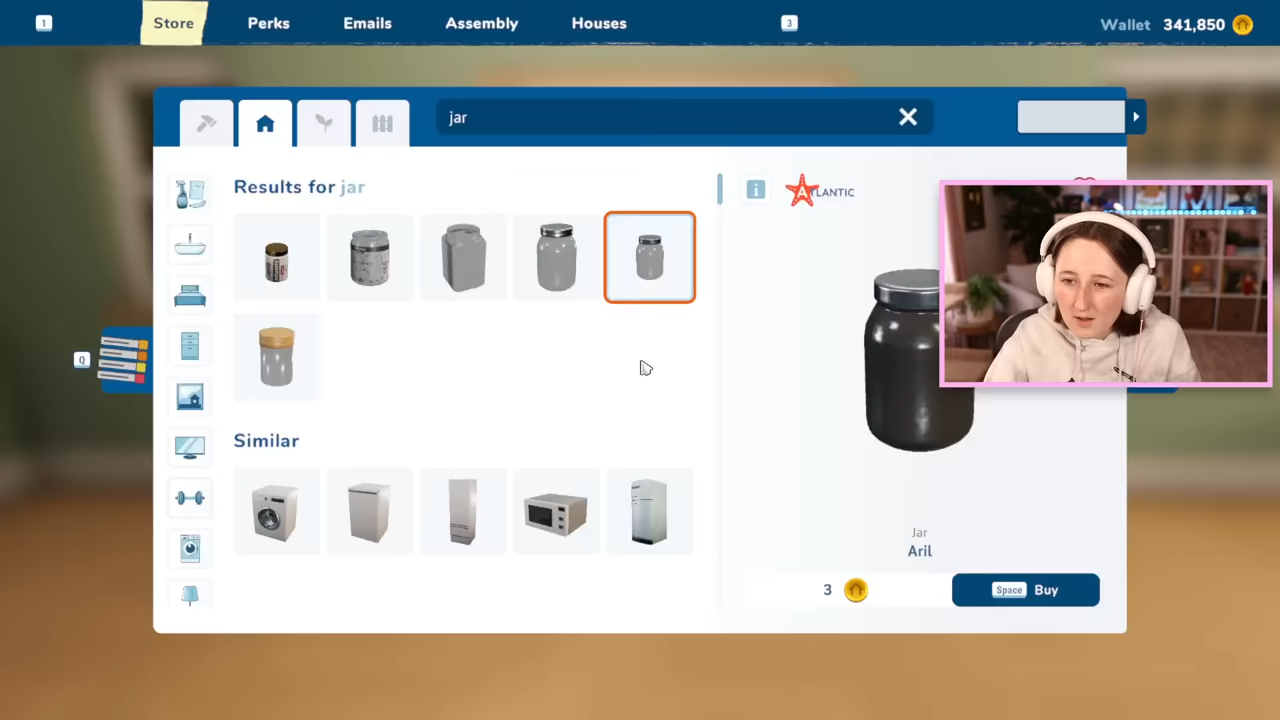 1
Store
Perks
Emails
Assembly
Houses
3
Wallet 341,850
jar
Results for jar
i
ATLANTIC
Q
Similar
Jar
Aril
3
Space Buy